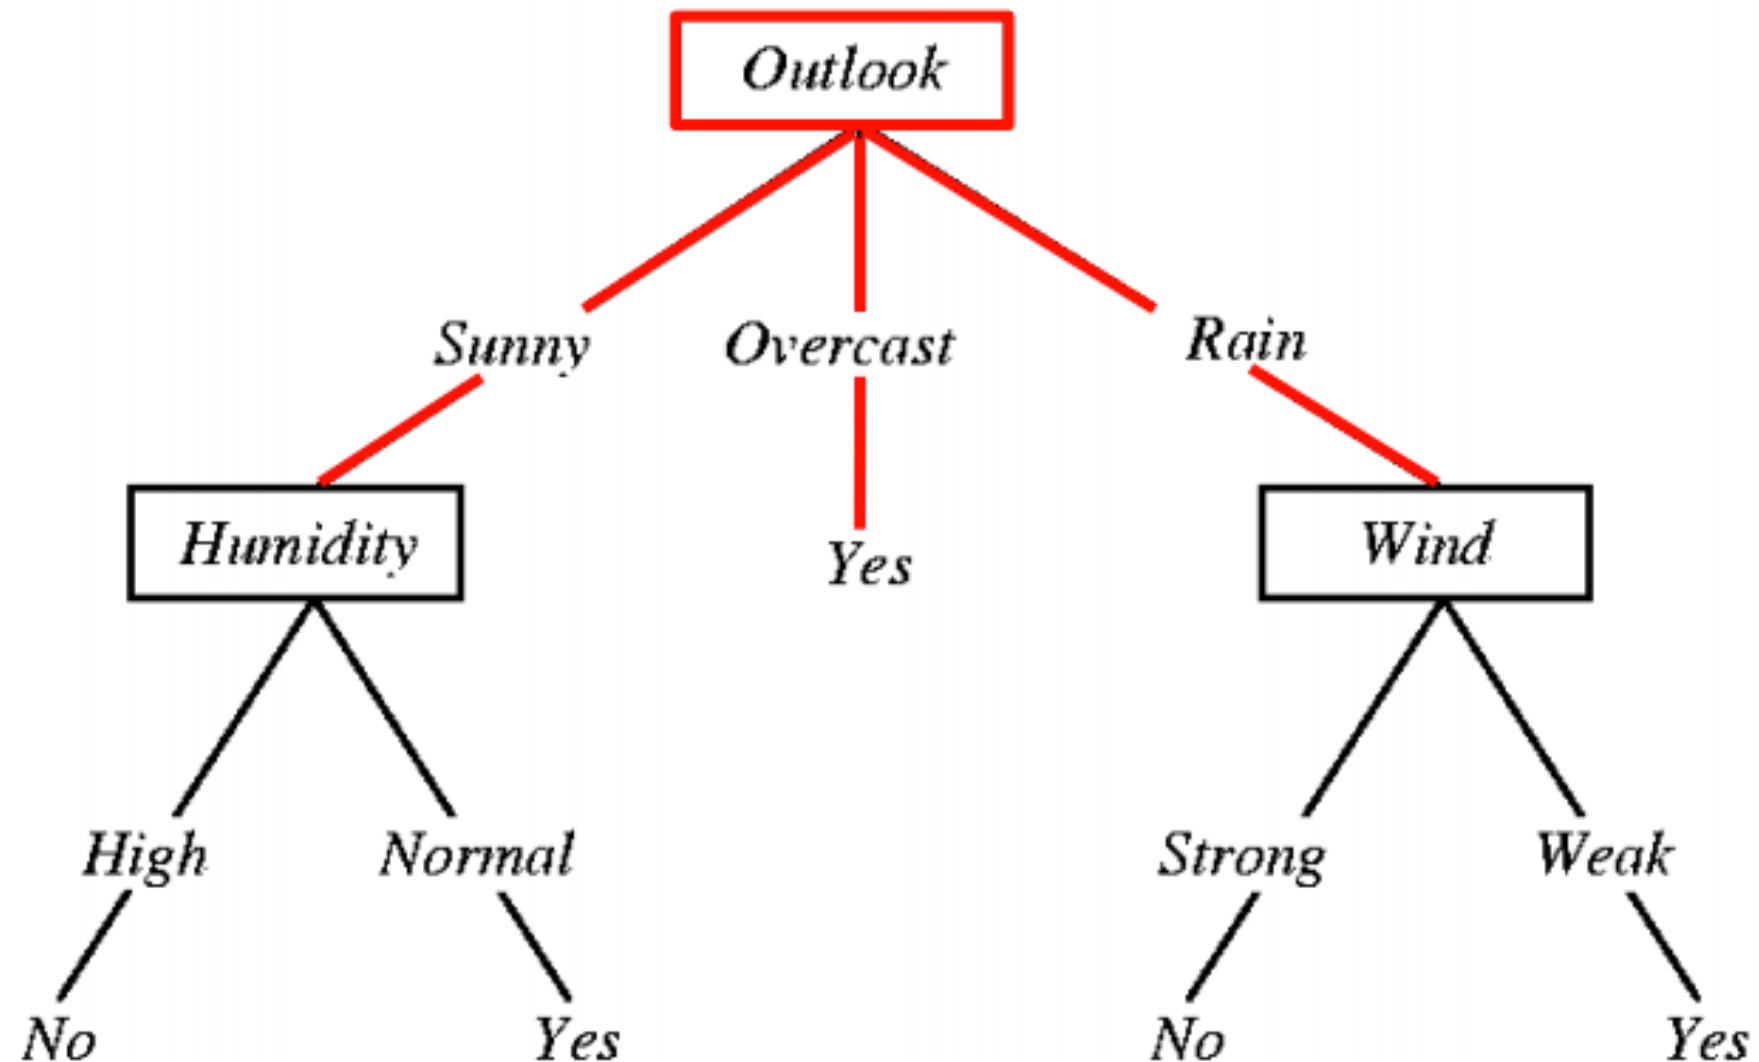 Outlook
Sunny Overcast Rain
Humidity Yes Wind
High Normal Strong Weak
No Yes No Yes